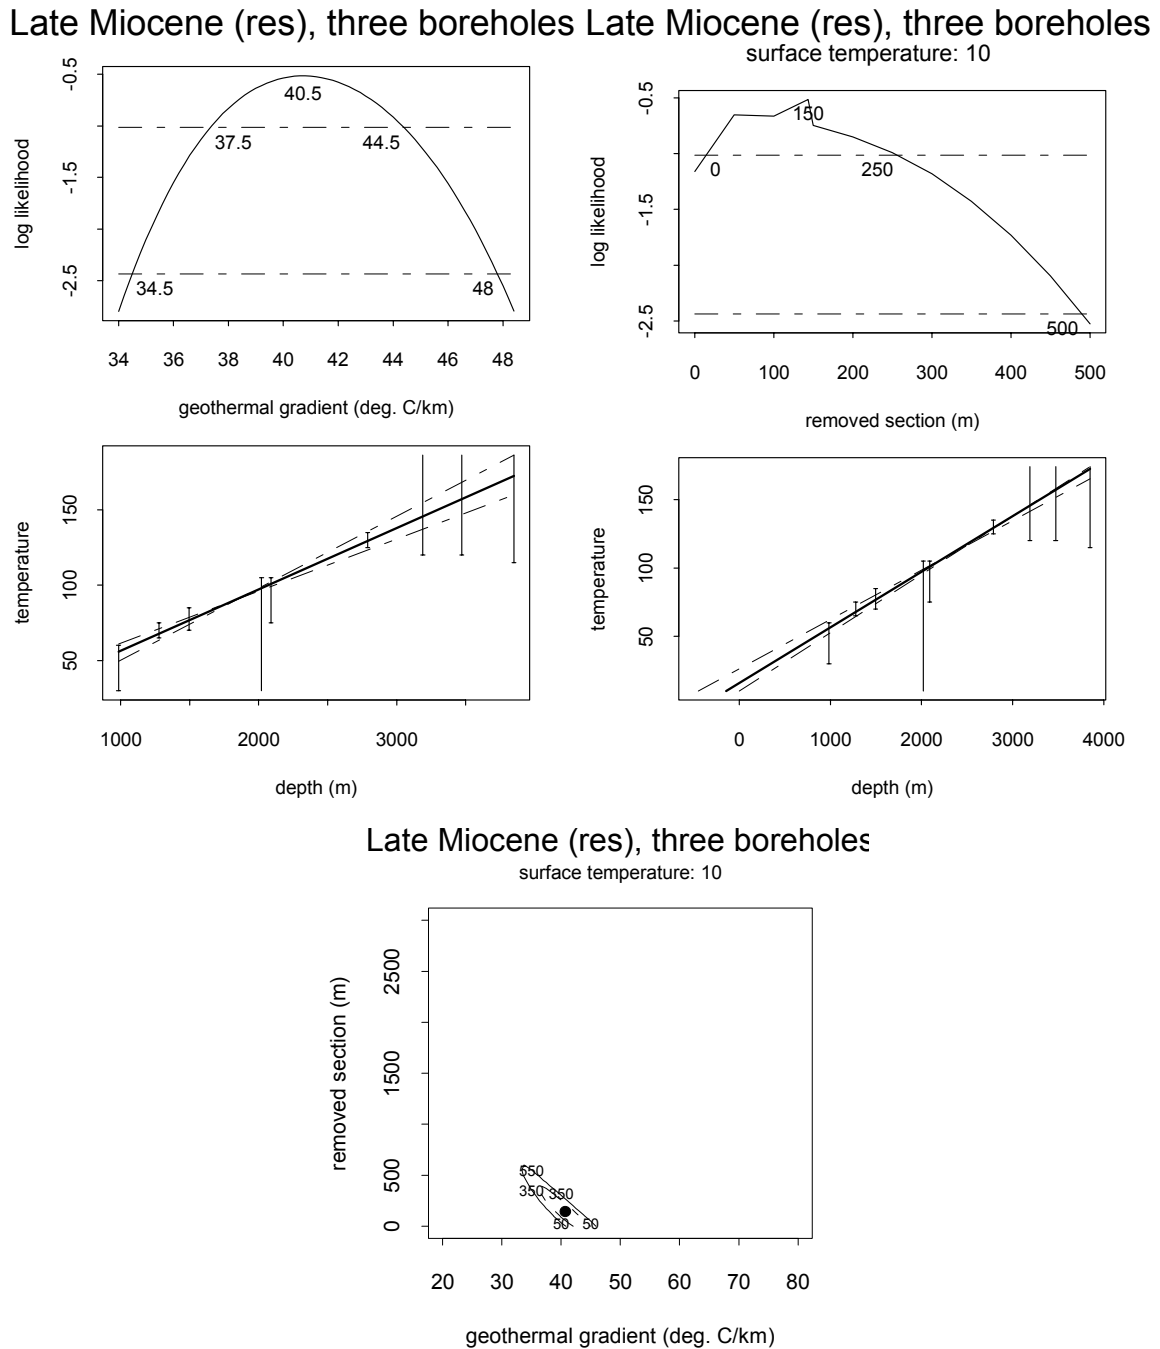 Late Miocene (res), three boreholes
-0.5
-1.5
-2.5
log likelihood
40.5
37.5
44.5
34.5
48
34 36 38 40 42 44 46 48
geothermal gradient (deg. C/km)
Late Miocene (res), three boreholes
surface temperature: 10
-0.5
-1.5
-2.5
log likelihood
150
0
250
500
0 100 200 300 400 500
removed section (m)
150
100
50
temperature
1000 2000 3000
depth (m)
150
100
50
temperature
0 1000 2000 3000 4000
depth (m)
Late Miocene (res), three boreholes
surface temperature: 10
2500
1500
500
0
removed section (m)
550
350 350
50 50
20 30 40 50 60 70 80
geothermal gradient (deg. C/km)